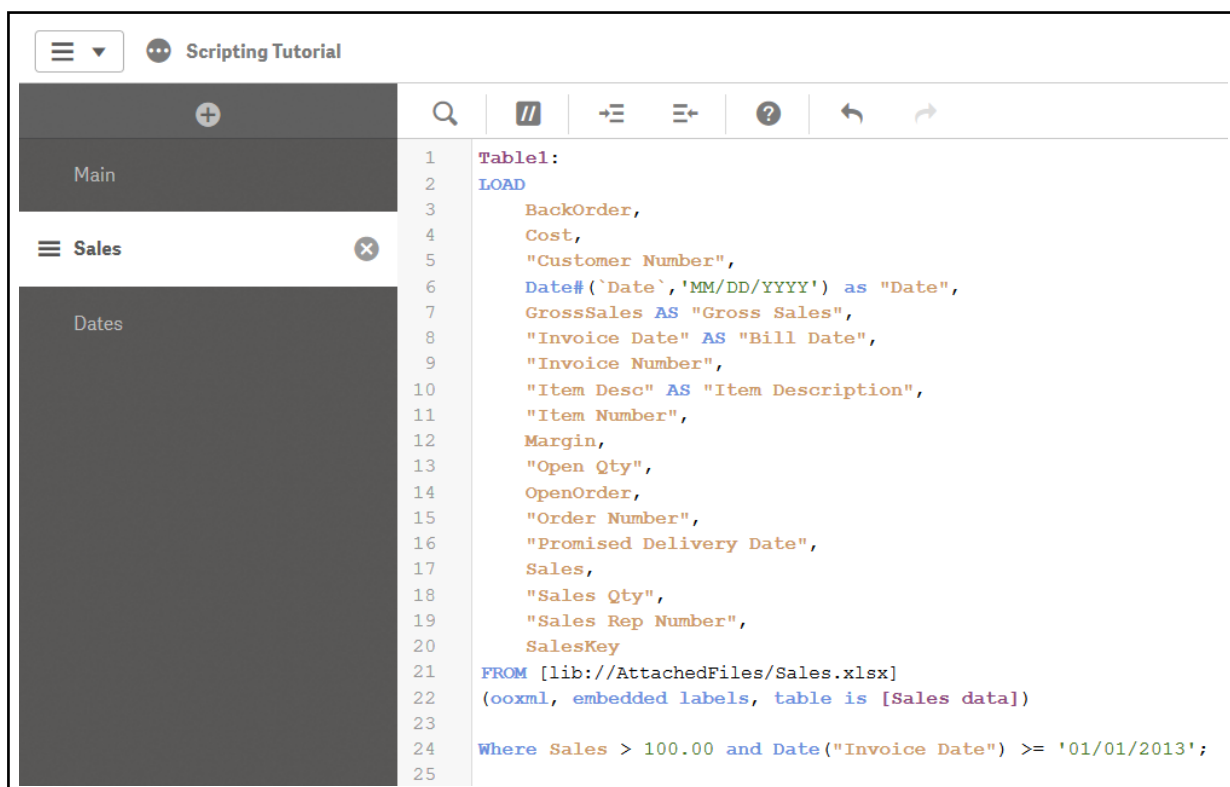 Scripting Tutorial
Main
Sales
Dates
1 Table1:
2 LOAD
3 BackOrder,
4 Cost,
5 "Customer Number",
6 Date#(`Date`,'MM/DD/YYYY') as "Date",
7 GrossSales AS "Gross Sales",
8 "Invoice Date" AS "Bill Date",
9 "Invoice Number",
10 "Item Desc" AS "Item Description",
11 "Item Number",
12 Margin,
13 "Open Qty",
14 OpenOrder,
15 "Order Number",
16 "Promised Delivery Date",
17 Sales,
18 "Sales Qty",
19 "Sales Rep Number",
20 SalesKey
21 FROM [lib://AttachedFiles/Sales.xlsx]
22 (ooxml, embedded labels, table is [Sales data])
23
24 Where Sales > 100.00 and Date("Invoice Date") >= '01/01/2013';
25